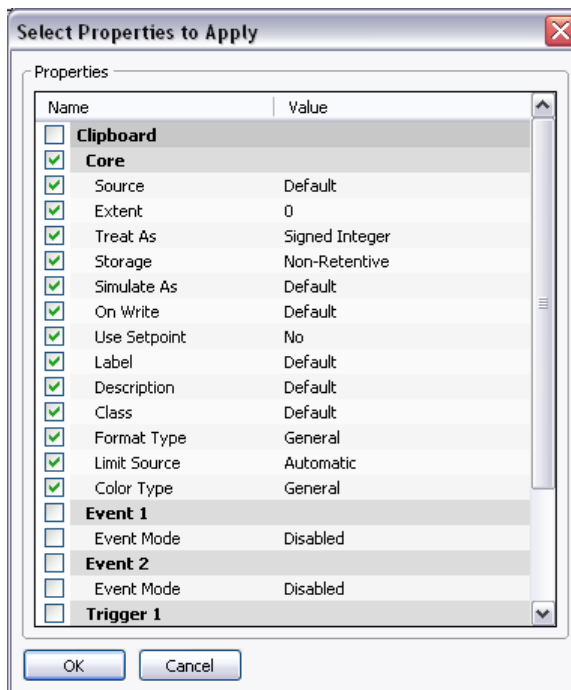 Select Properties to Apply
Properties
Name Value
Clipboard
Core
Source Default
Extent 0
Treat As Signed Integer
Storage Non-Retentive
Simulate As Default
On Write Default
Use Setpoint No
Label Default
Description Default
Class Default
Format Type General
Limit Source Automatic
Color Type General
Event 1
Event Mode Disabled
Event 2
Event Mode Disabled
Trigger 1
OK Cancel